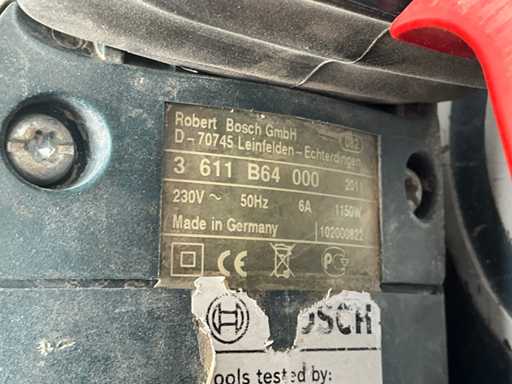 Robert Bosch GmbH
D-70745 Leinfelden-Echterdingen
3 611 B64 000 2011
230V ~ 50Hz 6A 1150W
Made in Germany 102000822
CE
OSCH
ools tested by: